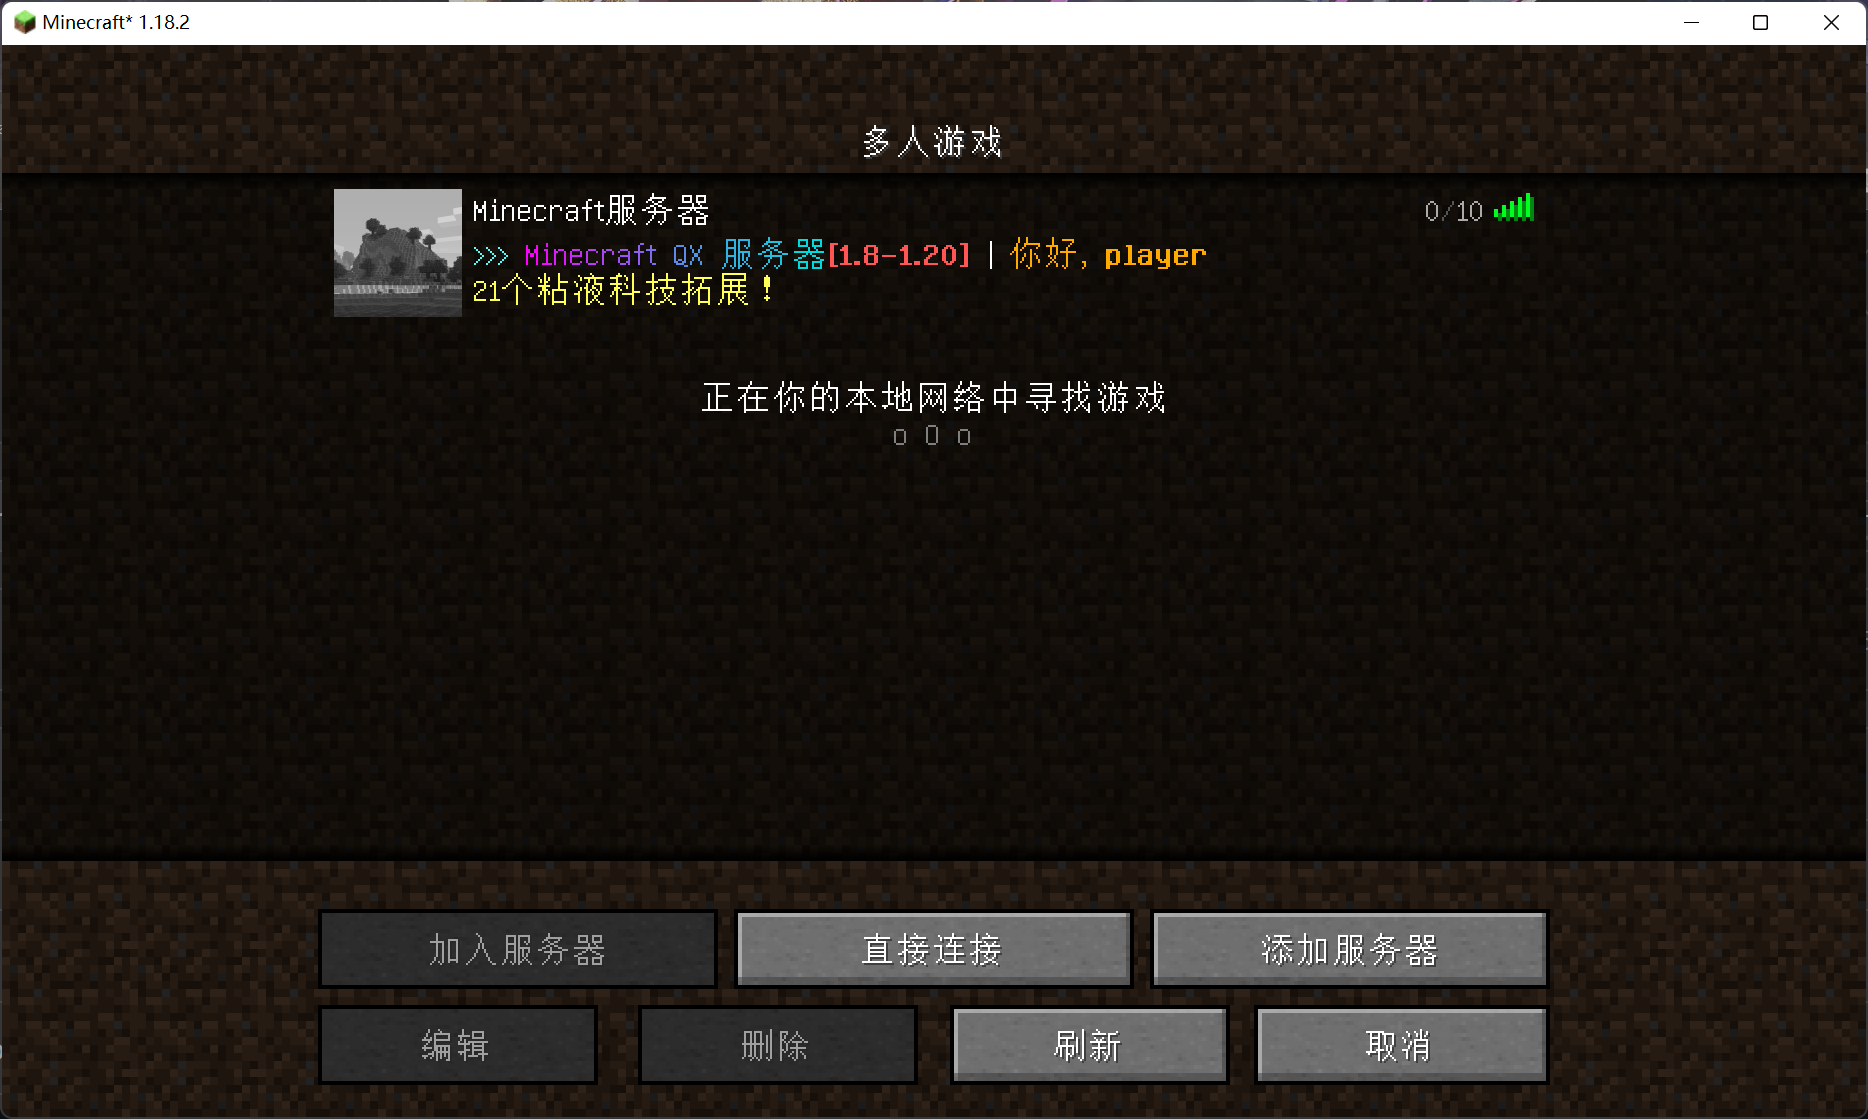 Minecraft* 1.18.2
多人游戏
Minecraft服务器 0/10
>>> Minecraft QX 服务器[1.8-1.20] | 你好, player
21个粘液科技拓展！
正在你的本地网络中寻找游戏
o O o
加入服务器 直接连接 添加服务器
编辑 删除 刷新 取消